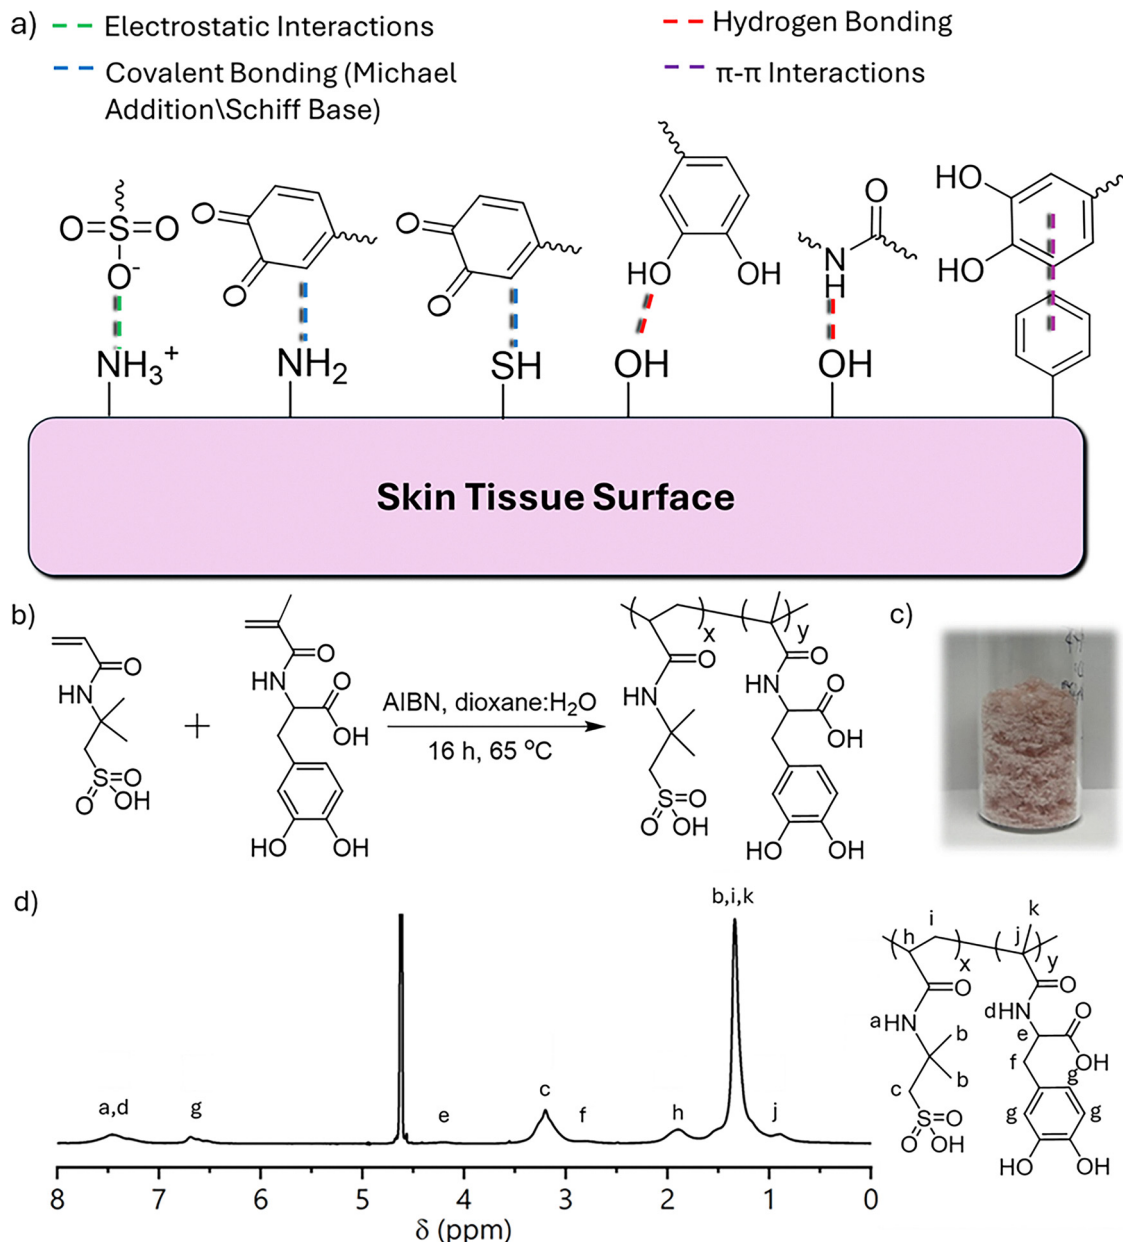 a)
Electrostatic Interactions
Hydrogen Bonding
Covalent Bonding (Michael
Addition\Schiff Base)
π-π Interactions
O=S=O
O⁻
NH₃⁺
O
O
NH₂
O
O
SH
HO
OH
OH
O
N
H
OH
HO
HO
Skin Tissue Surface
b)
O
HN
S=O
O
OH
+
O
HN
O
OH
HO
OH
AIBN, dioxane:H₂O
16 h, 65 ºC
( )x ( )y
O
O
HN
HN
O
OH
S=O
O
OH
HO
OH
c)
d)
a,d
g
e
c
f
h
b,i,k
j
8 7 6 5 4 3 2 1 0
δ (ppm)
k
i
h
j
( )x ( )y
O
O
aHN
dHN
b
b
e
O
OH
c
f
g
S=O
O
OH
g
g
HO
OH